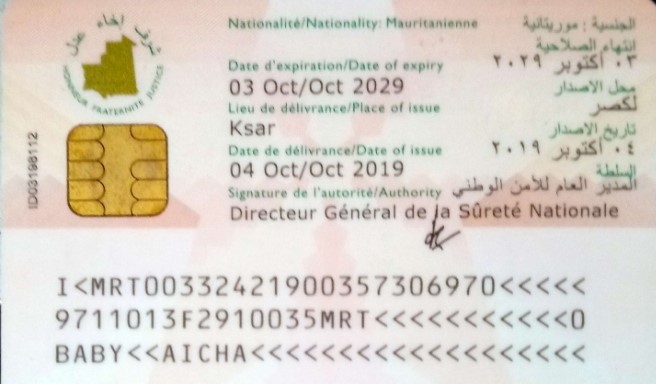 شرف إخاء عدل
HONNEUR FRATERNITE JUSTICE
ID03198112
Nationalité/Nationality: Mauritanienne
الجنسية : موريتانية
انتهاء الصلاحية
Date d'expiration/Date of expiry
٠٣ أكتوبر ٢٠٢٩
03 Oct/Oct 2029
محل الاصدار
Lieu de délivrance/Place of issue
لكصر
Ksar
تاريخ الاصدار
Date de délivrance/Date of issue
٠٤ أكتوبر ٢٠١٩
04 Oct/Oct 2019
السلطة
Signature de l'autorité/Authority
المدير العام للأمن الوطني
Directeur Général de la Sûreté Nationale
I<MRT00332421900357306970<<<<<
9711013F2910035MRT<<<<<<<<<<<0
BABY<<AICHA<<<<<<<<<<<<<<<<<<<